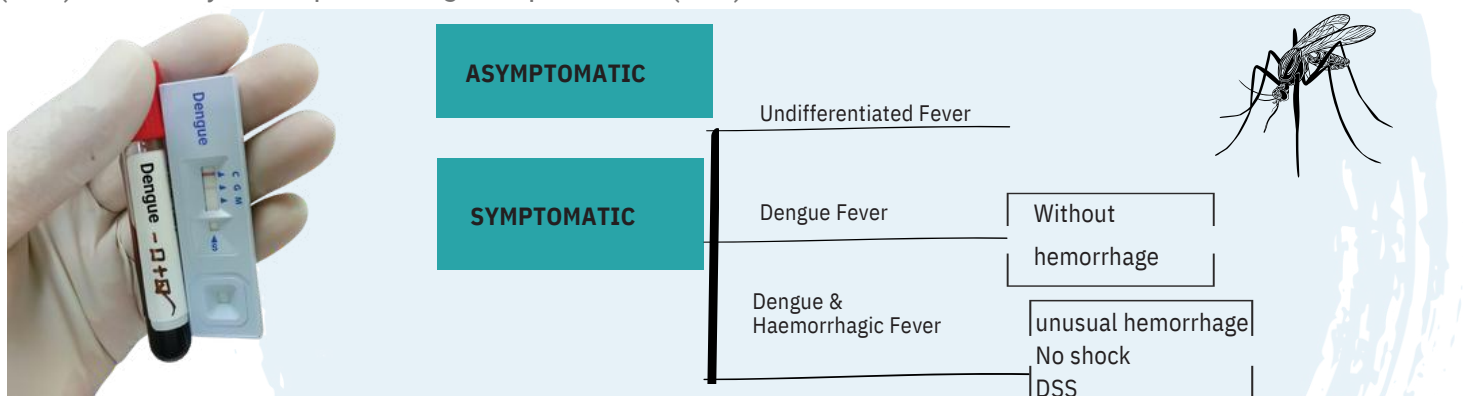 ASYMPTOMATIC
Undifferentiated Fever
SYMPTOMATIC
Dengue Fever
Without
hemorrhage
Dengue &
Haemorrhagic Fever
unusual hemorrhage
No shock
DSS
Dengue
C G M
S
Dengue - +